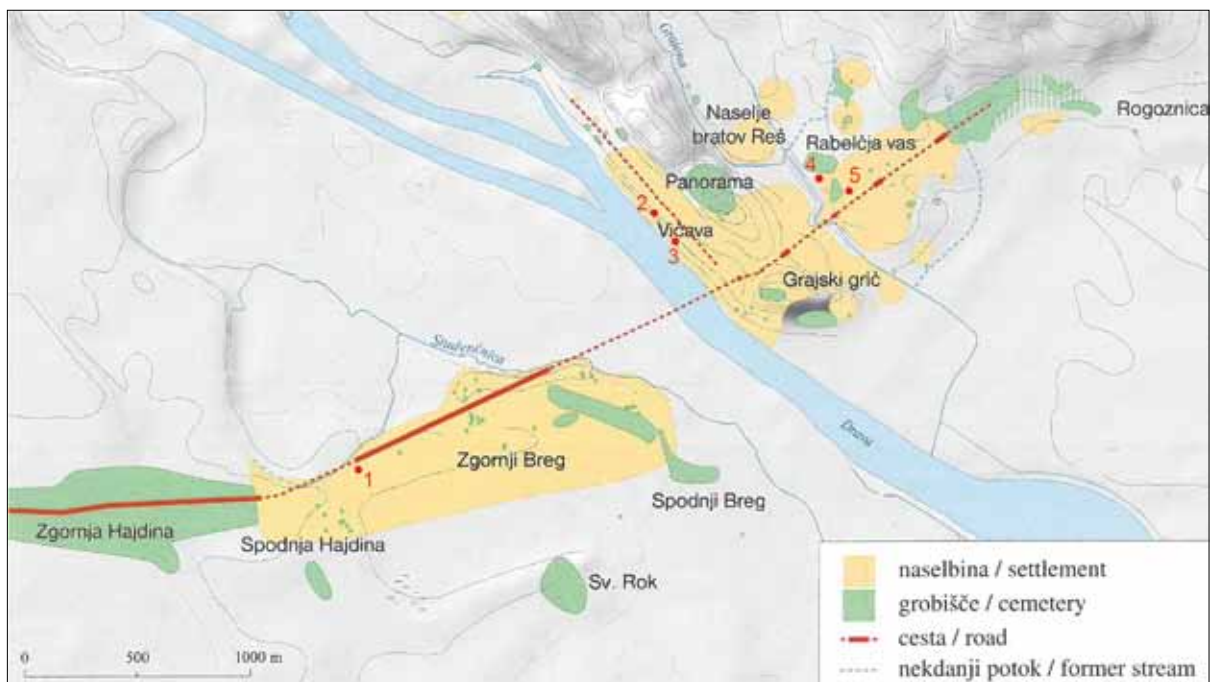 Grajena
Naselje
bratov Reš
Rogoznica
Rabelčja vas
4
5
Panorama
2
Vičava
3
Grajski grič
Studenčnica
Drava
Zgornji Breg
1
Spodnji Breg
Zgornja Hajdina
Spodnja Hajdina
Sv. Rok
naselbina / settlement
grobišče / cemetery
cesta / road
nekdanji potok / former stream
0 500 1000 m